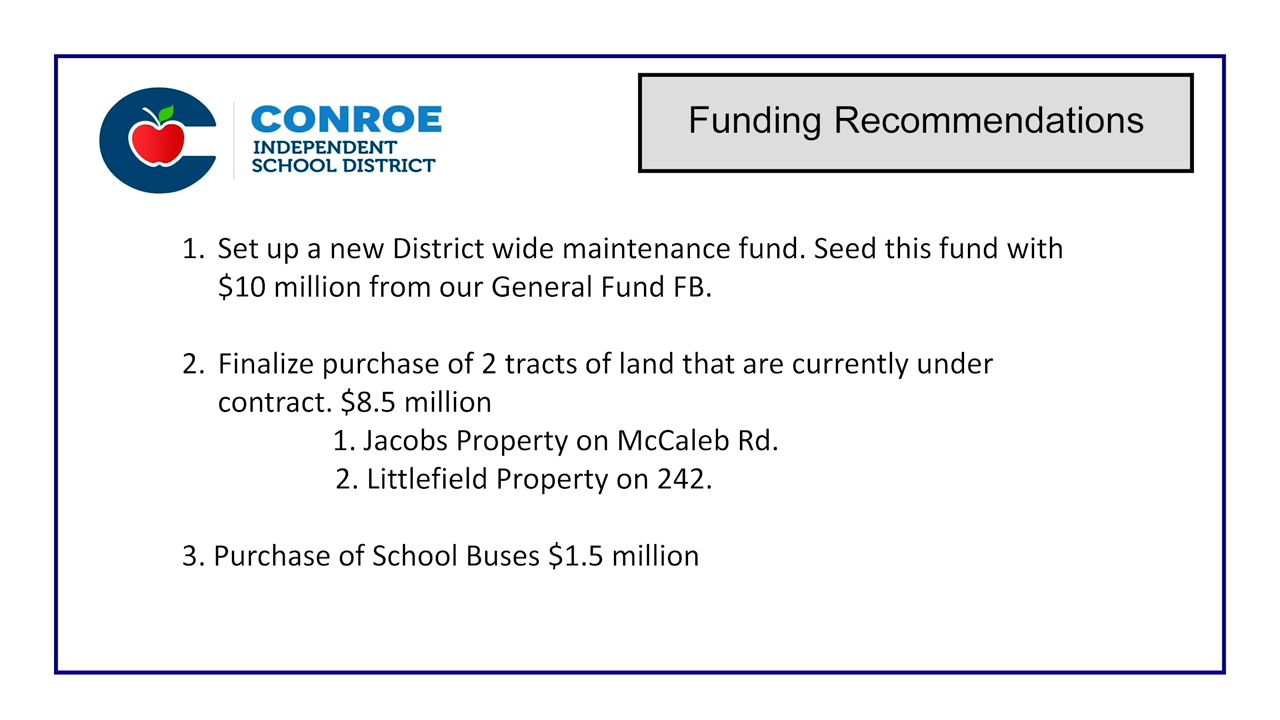 CONROE
INDEPENDENT
SCHOOL DISTRICT
Funding Recommendations
1. Set up a new District wide maintenance fund. Seed this fund with
$10 million from our General Fund FB.
2. Finalize purchase of 2 tracts of land that are currently under
contract. $8.5 million
1. Jacobs Property on McCaleb Rd.
2. Littlefield Property on 242.
3. Purchase of School Buses $1.5 million